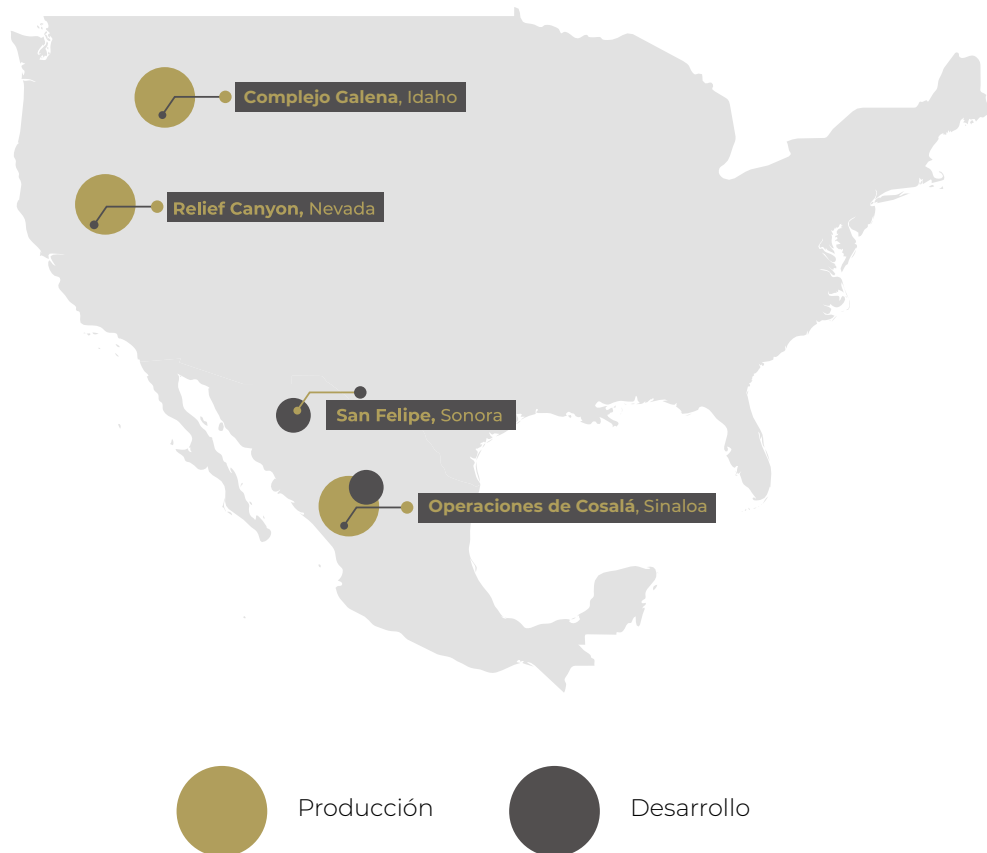 Complejo Galena, Idaho
Relief Canyon, Nevada
San Felipe, Sonora
Operaciones de Cosalá, Sinaloa
Producción
Desarrollo